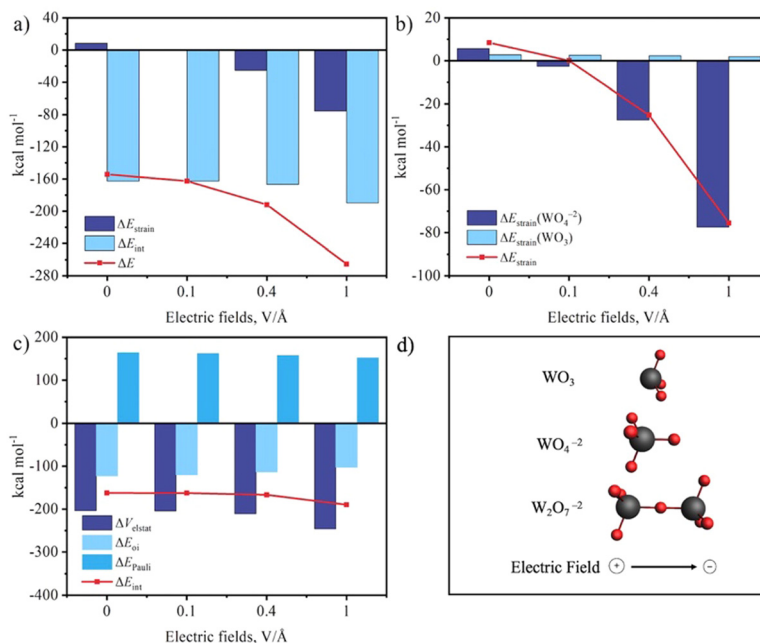 a)
40
0
-40
-80
-120
-160
-200
-240
-280
kcal mol⁻¹
ΔE_strain
ΔE_int
ΔE
0 0.1 0.4 1
Electric fields, V/Å
b)
20
0
-20
-40
-60
-80
-100
kcal mol⁻¹
ΔE_strain(WO₄⁻²)
ΔE_strain(WO₃)
ΔE_strain
0 0.1 0.4 1
Electric fields, V/Å
c)
200
100
0
-100
-200
-300
-400
kcal mol⁻¹
ΔV_elstat
ΔE_oi
ΔE_Pauli
ΔE_int
0 0.1 0.4 1
Electric fields, V/Å
d)
WO₃
WO₄⁻²
W₂O₇⁻²
Electric Field ⊕ → ⊖